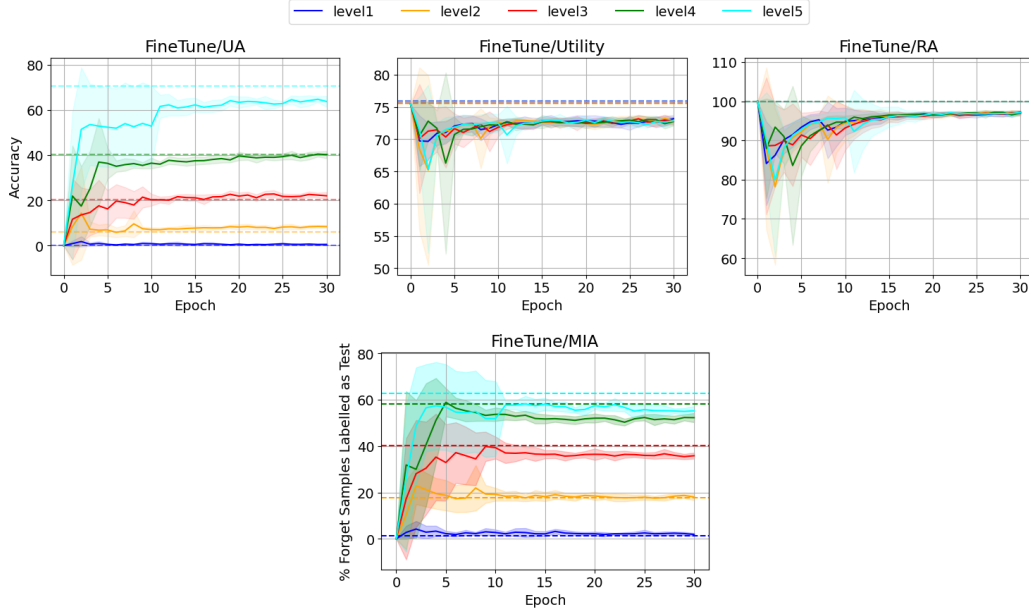 level1 level2 level3 level4 level5
FineTune/UA
Accuracy
80
60
40
20
0
0 5 10 15 20 25 30
Epoch
FineTune/Utility
80
75
70
65
60
55
50
0 5 10 15 20 25 30
Epoch
FineTune/RA
110
100
90
80
70
60
0 5 10 15 20 25 30
Epoch
FineTune/MIA
% Forget Samples Labelled as Test
80
60
40
20
0
0 5 10 15 20 25 30
Epoch